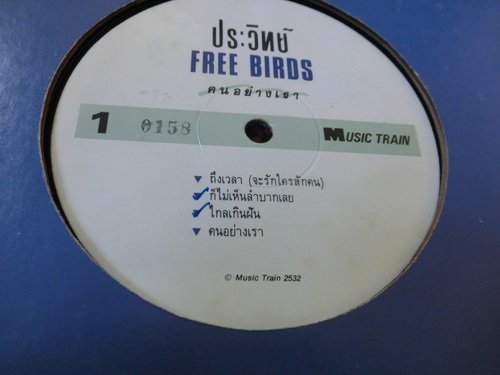 ประวิทย์
FREE BIRDS
คนอย่างเรา
1 0158 MUSIC TRAIN
ถึงเวลา (จะรักใครสักคน)
ก็ไม่เห็นลำบากเลย
ไกลเกินฝัน
คนอย่างเรา
© Music Train 2532